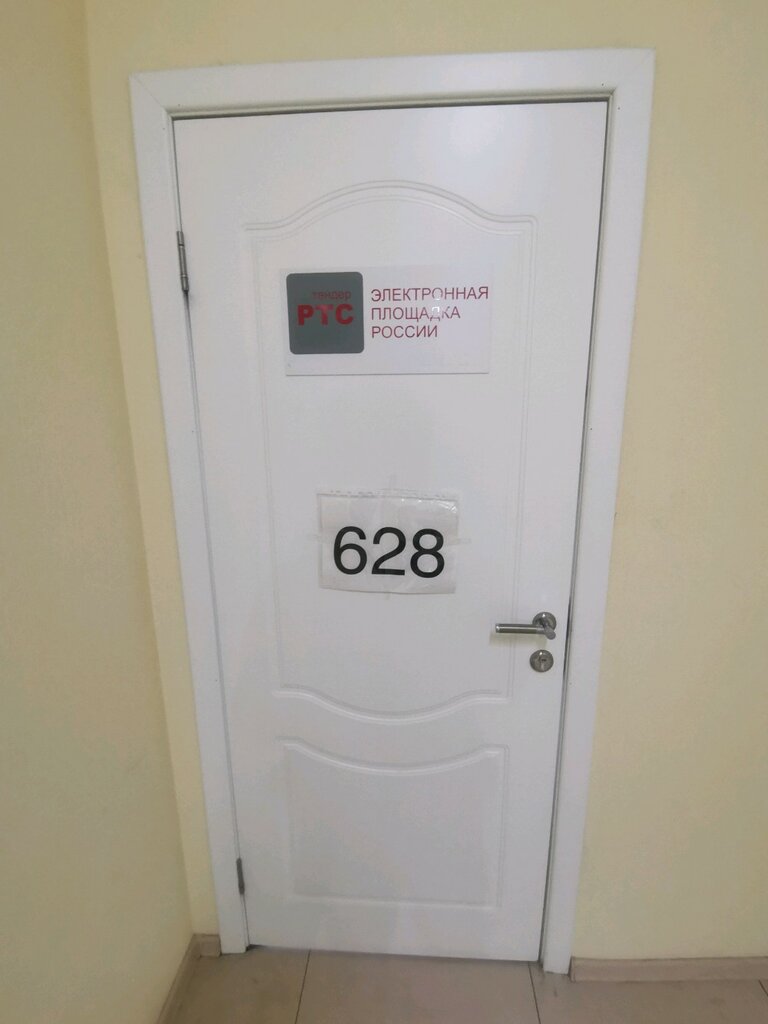 тендер
РТС
ЭЛЕКТРОННАЯ
ПЛОЩАДКА
РОССИИ
628